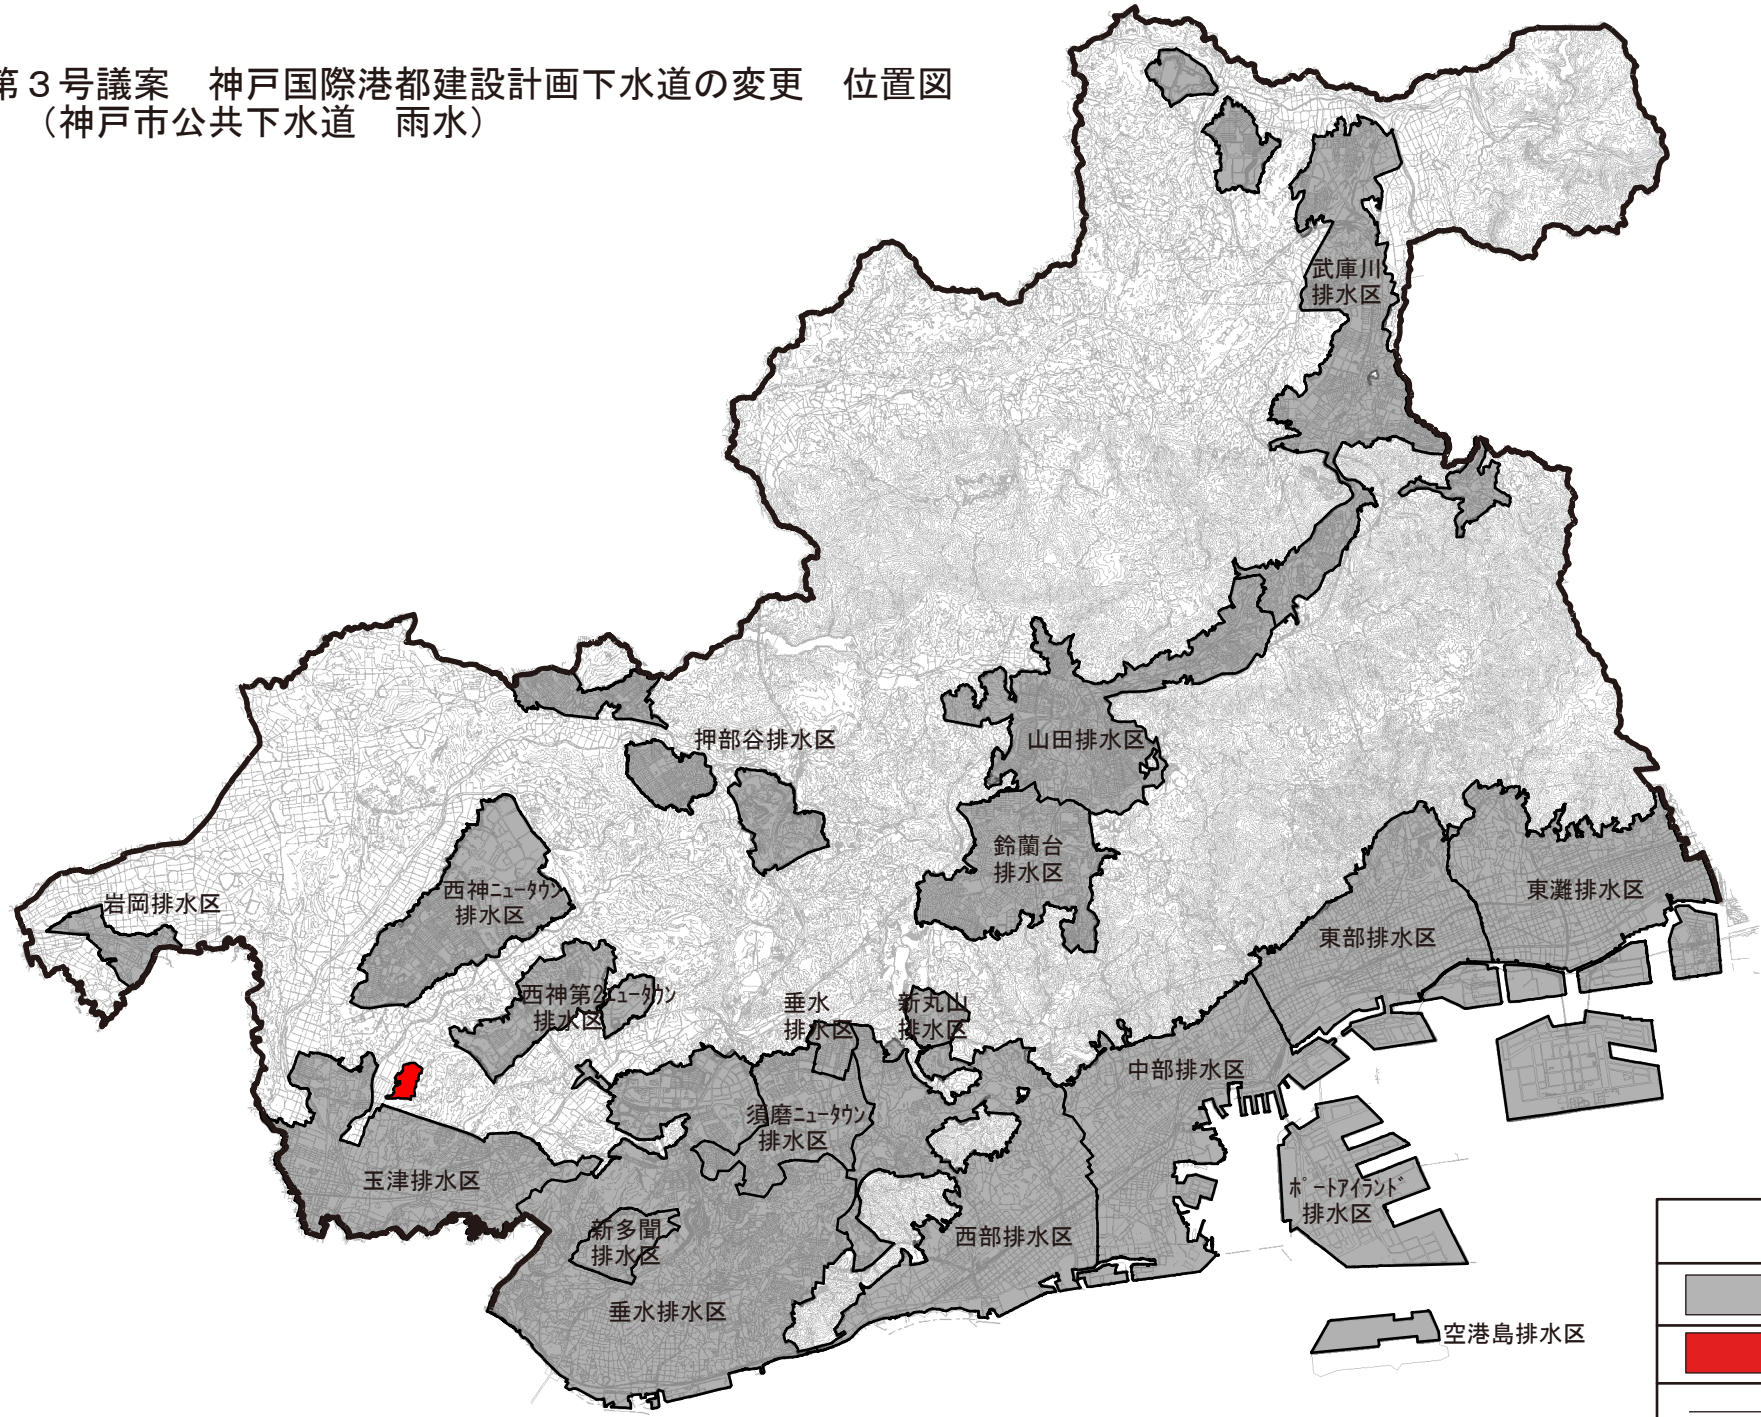 第３号議案　神戸国際港都建設計画下水道の変更　位置図
（神戸市公共下水道　雨水）
武庫川
排水区
押部谷排水区
山田排水区
鈴蘭台
排水区
岩岡排水区
西神ニュータウン
排水区
東灘排水区
東部排水区
西神第2ニュータウン
排水区
垂水
排水区
新丸山
排水区
中部排水区
須磨ニュータウン
排水区
玉津排水区
ポートアイランド
排水区
新多聞
排水区
西部排水区
垂水排水区
空港島排水区